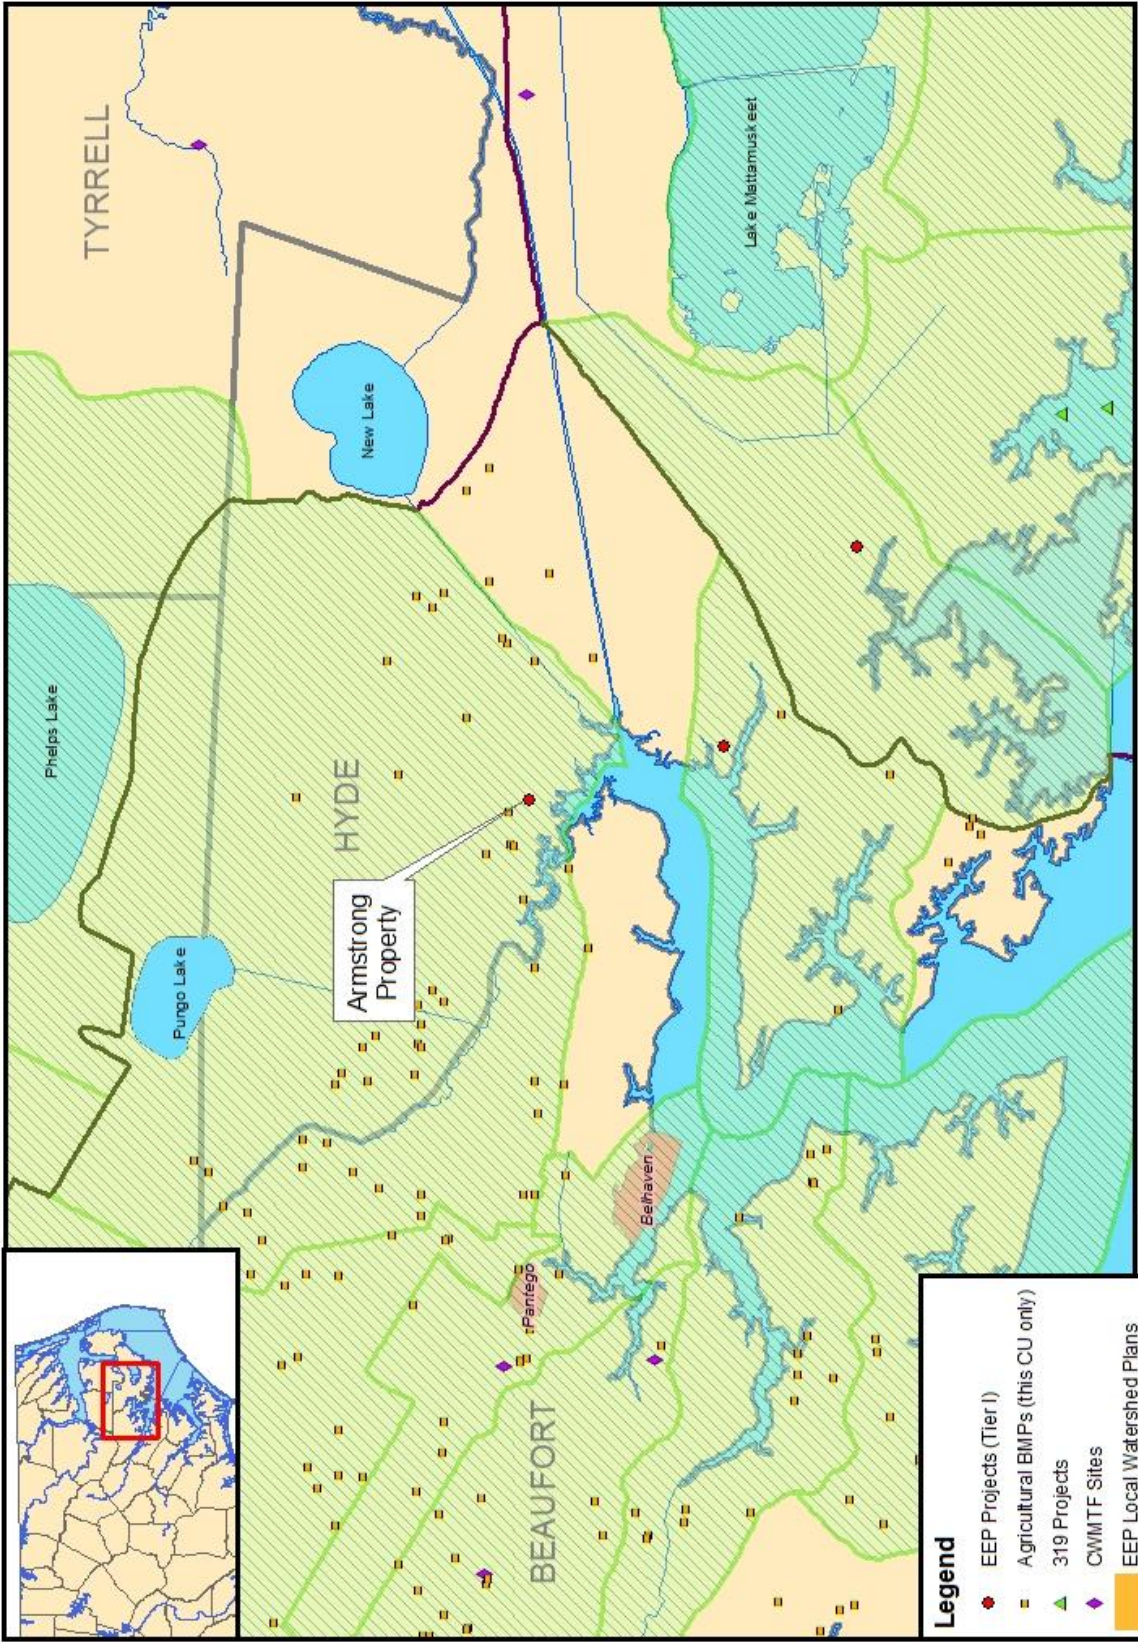 TYRRELL
Phelps Lake
New Lake
Lake Mattamuskeet
Pungo Lake
HYDE
Armstrong
Property
Pantego
Belhaven
BEAUFORT
Legend
EEP Projects (Tier I)
Agricultural BMPs (this CU only)
319 Projects
CWMTF Sites
EEP Local Watershed Plans